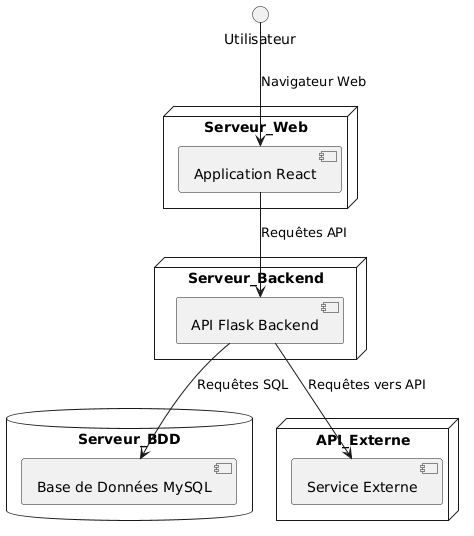 Utilisateur
Navigateur Web
Serveur_Web
Application React
Requêtes API
Serveur_Backend
API Flask Backend
Requêtes SQL
Requêtes vers API
Serveur_BDD
API_Externe
Base de Données MySQL
Service Externe